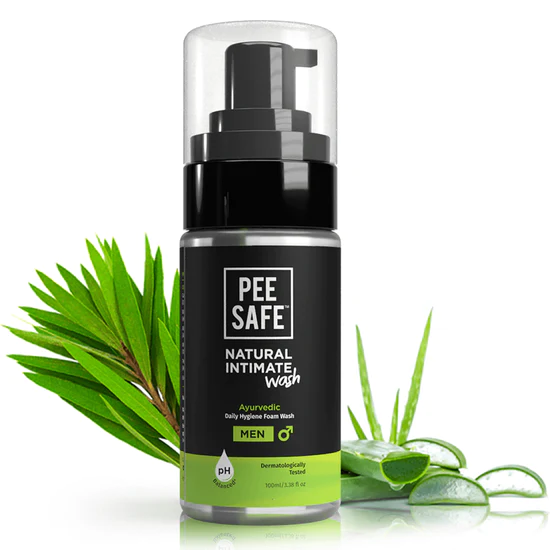 PEE
SAFE™
NATURAL
INTIMATE
Wash
Ayurvedic
Daily Hygiene Foam Wash
MEN ♂
pH
Balanced
Dermatologically
Tested
100ml/3.38 fl oz